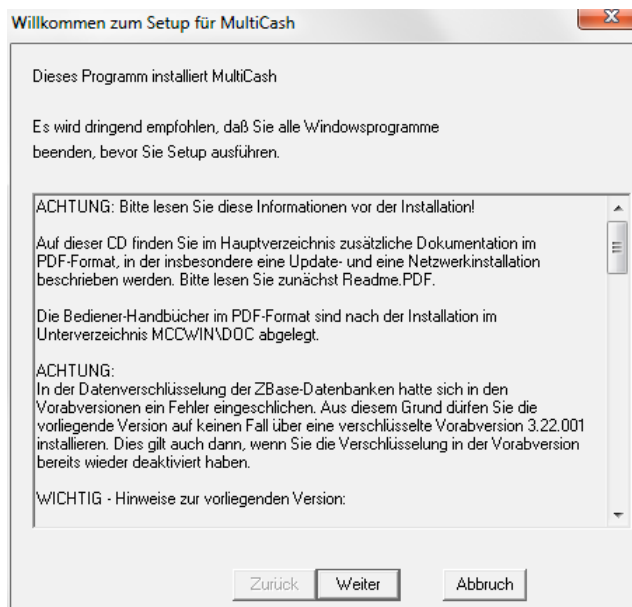 Willkommen zum Setup für MultiCash
Dieses Programm installiert MultiCash
Es wird dringend empfohlen, daß Sie alle Windowsprogramme
beenden, bevor Sie Setup ausführen.
ACHTUNG: Bitte lesen Sie diese Informationen vor der Installation!
Auf dieser CD finden Sie im Hauptverzeichnis zusätzliche Dokumentation im
PDF-Format, in der insbesondere eine Update- und eine Netzwerkinstallation
beschrieben werden. Bitte lesen Sie zunächst Readme.PDF.
Die Bediener-Handbücher im PDF-Format sind nach der Installation im
Unterverzeichnis MCCWIN\DOC abgelegt.
ACHTUNG:
In der Datenverschlüsselung der ZBase-Datenbanken hatte sich in den
Vorabversionen ein Fehler eingeschlichen. Aus diesem Grund dürfen Sie die
vorliegende Version auf keinen Fall über eine verschlüsselte Vorabversion 3.22.001
installieren. Dies gilt auch dann, wenn Sie die Verschlüsselung in der Vorabversion
bereits wieder deaktiviert haben.
WICHTIG - Hinweise zur vorliegenden Version:
Zurück Weiter Abbruch